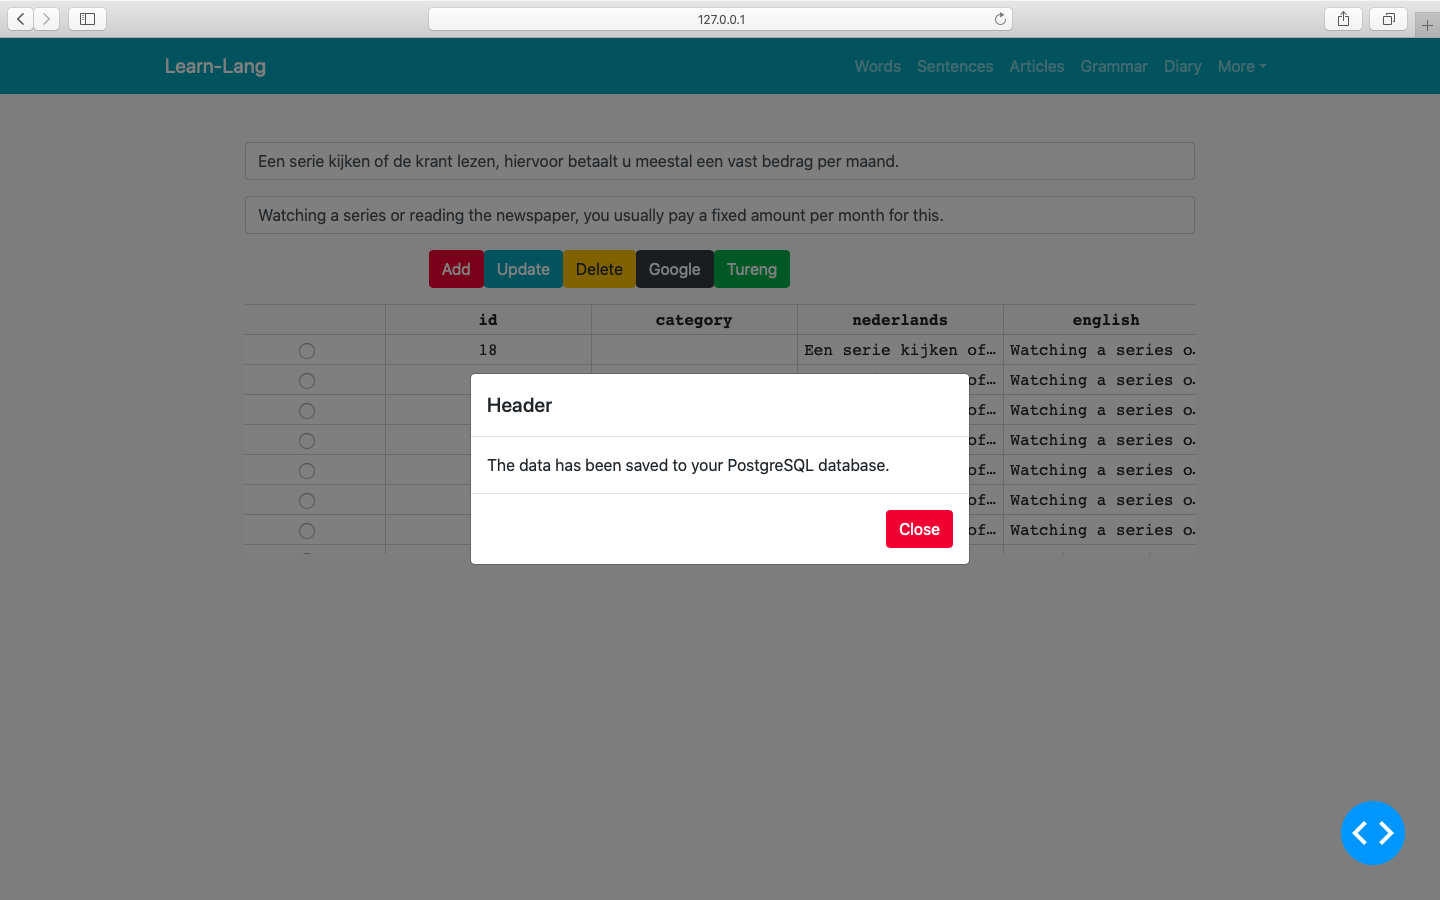 127.0.0.1
Learn-Lang
Words Sentences Articles Grammar Diary More
Een serie kijken of de krant lezen, hiervoor betaalt u meestal een vast bedrag per maand.
Watching a series or reading the newspaper, you usually pay a fixed amount per month for this.
Add Update Delete Google Tureng
id category nederlands english
18 Een serie kijken of… Watching a series o
of… Watching a series o
of… Watching a series o
of… Watching a series o
of… Watching a series o
of… Watching a series o
of… Watching a series o
Header
The data has been saved to your PostgreSQL database.
Close